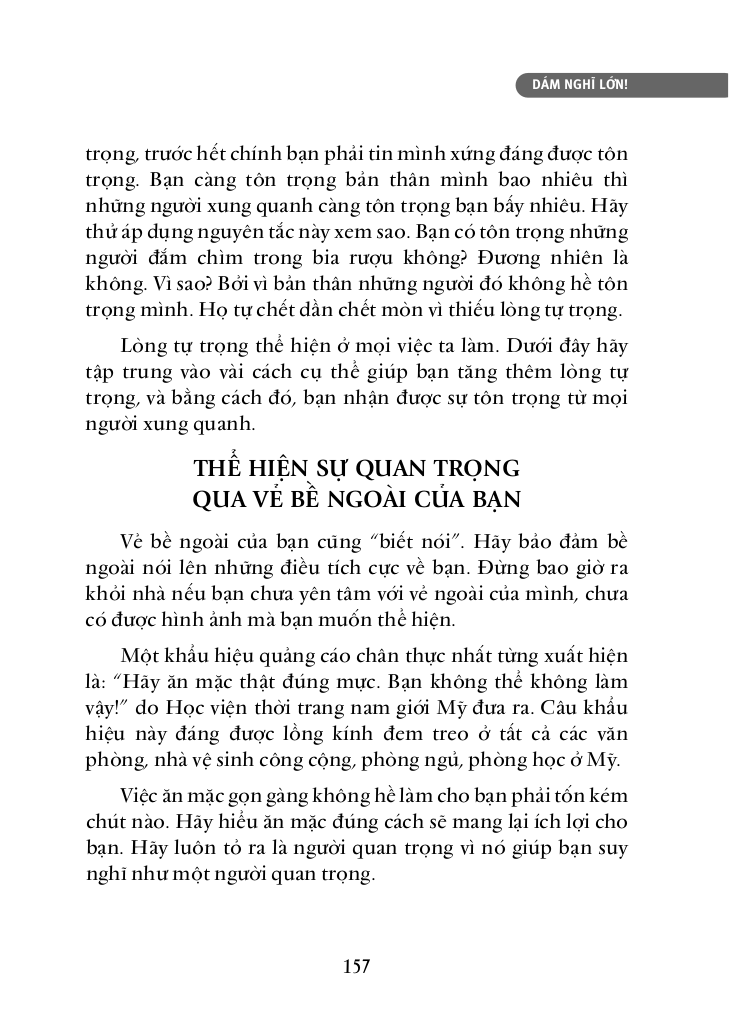 DÁM NGHĨ LỚN!
trọng, trước hết chính bạn phải tin mình xứng đáng được tôn
trọng. Bạn càng tôn trọng bản thân mình bao nhiêu thì
những người xung quanh càng tôn trọng bạn bấy nhiêu. Hãy
thử áp dụng nguyên tắc này xem sao. Bạn có tôn trọng những
người đắm chìm trong bia rượu không? Đương nhiên là
không. Vì sao? Bởi vì bản thân những người đó không hề tôn
trọng mình. Họ tự chết dần chết mòn vì thiếu lòng tự trọng.
Lòng tự trọng thể hiện ở mọi việc ta làm. Dưới đây hãy
tập trung vào vài cách cụ thể giúp bạn tăng thêm lòng tự
trọng, và bằng cách đó, bạn nhận được sự tôn trọng từ mọi
người xung quanh.
THỂ HIỆN SỰ QUAN TRỌNG
QUA VẺ BỀ NGOÀI CỦA BẠN
Vẻ bề ngoài của bạn cũng “biết nói”. Hãy bảo đảm bề
ngoài nói lên những điều tích cực về bạn. Đừng bao giờ ra
khỏi nhà nếu bạn chưa yên tâm với vẻ ngoài của mình, chưa
có được hình ảnh mà bạn muốn thể hiện.
Một khẩu hiệu quảng cáo chân thực nhất từng xuất hiện
là: “Hãy ăn mặc thật đúng mực. Bạn không thể không làm
vậy!” do Học viện thời trang nam giới Mỹ đưa ra. Câu khẩu
hiệu này đáng được lồng kính đem treo ở tất cả các văn
phòng, nhà vệ sinh công cộng, phòng ngủ, phòng học ở Mỹ.
Việc ăn mặc gọn gàng không hề làm cho bạn phải tốn kém
chút nào. Hãy hiểu ăn mặc đúng cách sẽ mang lại ích lợi cho
bạn. Hãy luôn tỏ ra là người quan trọng vì nó giúp bạn suy
nghĩ như một người quan trọng.
157